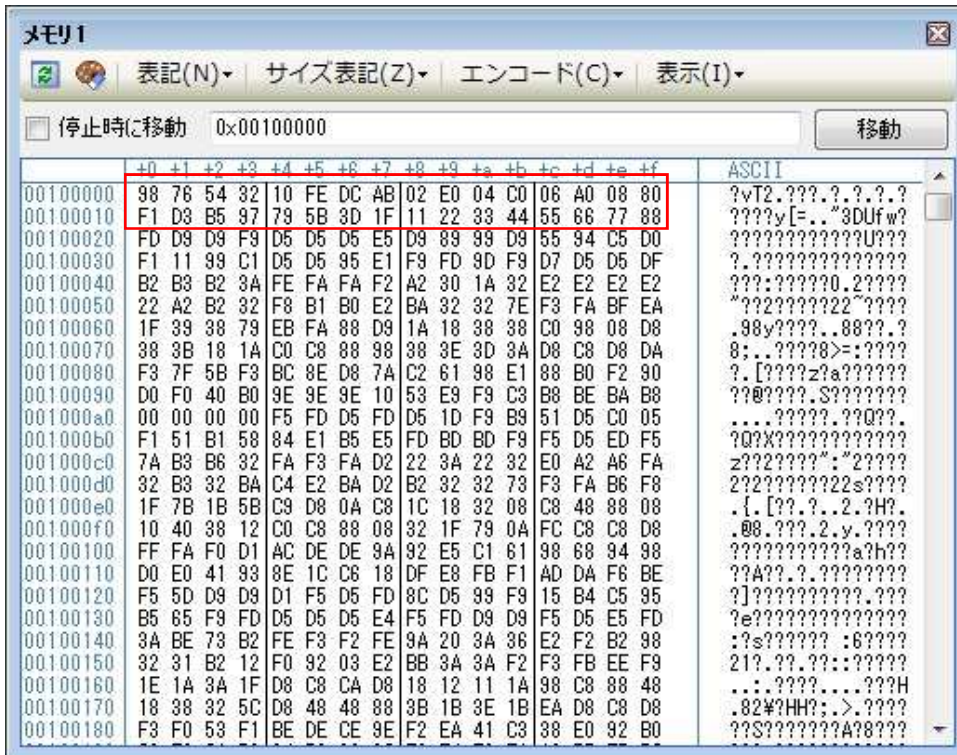 メモリ1
表記(N) サイズ表記(Z) エンコード(C) 表示(I)
停止時に移動 0x00100000 移動
+0 +1 +2 +3 +4 +5 +6 +7 +8 +9 +a +b +c +d +e +f ASCII
00100000 98 76 54 32 10 FE DC AB 02 E0 04 C0 06 A0 08 80 ?vT2.???.?.?.?.?
00100010 F1 D3 B5 97 79 5B 3D 1F 11 22 33 44 55 66 77 88 ????y[=.."3DUfw?
00100020 FD D9 D9 F9 D5 D5 D5 E5 D9 89 99 D9 55 94 C5 D0 ????????????U???
00100030 F1 11 99 C1 D5 D5 95 E1 F9 FD 9D F9 D7 D5 D5 DF ?.??????????????
00100040 B2 B3 B2 3A FE FA FA F2 A2 30 1A 32 E2 E2 E2 E2 ???:?????0.2????
00100050 22 A2 B2 32 F8 B1 B0 E2 BA 32 32 7E F3 FA BF EA "??2?????22~????
00100060 1F 39 38 79 EB FA 88 D9 1A 18 38 38 C0 98 08 D8 .98y????..88??.?
00100070 38 3B 18 1A C0 C8 88 98 38 3E 3D 3A D8 C8 D8 DA 8;..????8>=:????
00100080 F3 7F 5B F3 BC 8E D8 7A C2 61 98 E1 88 B0 F2 90 ?.[????z?a??????
00100090 D0 F0 40 B0 9E 9E 9E 10 53 E9 F9 C3 B8 BE BA B8 ??@????.S???????
001000a0 00 00 00 00 F5 FD D5 FD D5 1D F9 B9 51 D5 C0 05 ....?????.??Q??.
001000b0 F1 51 B1 58 84 E1 B5 E5 FD BD BD F9 F5 D5 ED F5 ?Q?X????????????
001000c0 7A B3 B6 32 FA F3 FA D2 22 3A 22 32 E0 A2 A6 FA z??2????":"2????
001000d0 32 B3 32 BA C4 E2 BA D2 B2 32 32 73 F3 FA B6 F8 2?2??????22s????
001000e0 1F 7B 1B 5B C9 D8 0A C8 1C 18 32 08 C8 48 88 08 .{.[??.?..2.?H?.
001000f0 10 40 38 12 C0 C8 88 08 32 1F 79 0A FC C8 C8 D8 .@8.???.2.y.????
00100100 FF FA F0 D1 AC DE DE 9A 92 E5 C1 61 98 68 94 98 ???????????a?h??
00100110 D0 E0 41 93 8E 1C C6 18 DF E8 FB F1 AD DA F6 BE ??A??.?.????????
00100120 F5 5D D9 D9 D1 F5 D5 FD 8C D5 99 F9 15 B4 C5 95 ?]??????????.???
00100130 B5 65 F9 FD D5 D5 D5 E4 F5 FD D9 D9 F5 D5 E5 FD ?e??????????????
00100140 3A BE 73 B2 FE F3 F2 FE 9A 20 3A 36 E2 F2 B2 98 :?s?????? :6????
00100150 32 31 B2 12 F0 92 03 E2 BB 3A 3A F2 F3 FB EE F9 21?.??.??::?????
00100160 1E 1A 3A 1F D8 C8 CA D8 18 12 11 1A 98 C8 88 48 ..:.????....???H
00100170 18 38 32 5C D8 48 48 88 3B 1B 3E 1B EA D8 C8 D8 .82¥?HH?;.>.????
00100180 F3 F0 53 F1 BE DE CE 9E F2 EA 41 C3 38 E0 92 B0 ??S???????A?8???